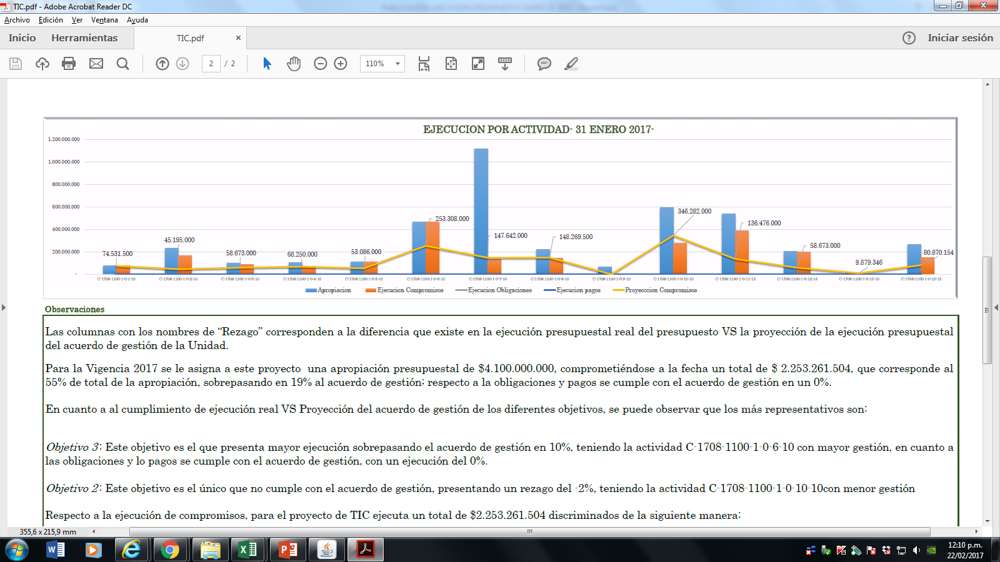 TIC.pdf - Adobe Acrobat Reader DC
Archivo Edición Ver Ventana Ayuda
Inicio Herramientas TIC.pdf × Iniciar sesión
2 / 2 110%
EJECUCION POR ACTIVIDAD- 31 ENERO 2017-
1.200.000.000
1.000.000.000
800.000.000
600.000.000
400.000.000
200.000.000
-
74.531.500
45.195.000
58.673.000
68.250.000
53.086.000
253.308.000
147.642.000
148.269.500
346.282.000
136.476.000
58.673.000
9.879.346
80.870.154
C-1708-1100-1-0-1-10 C-1708-1100-1-0-2-10 C-1708-1100-1-0-3-10 C-1708-1100-1-0-4-10 C-1708-1100-1-0-5-10 C-1708-1100-1-0-6-10 C-1708-1100-1-0-7-10 C-1708-1100-1-0-8-10 C-1708-1100-1-0-9-10 C-1708-1100-1-0-10-10 C-1708-1100-1-0-11-13 C-1708-1100-1-0-12-13 C-1708-1100-1-0-13-10 C-1708-1100-1-0-13-13
Apropiacion Ejecucion Compromisos Ejecucion Obligaciones Ejecucion pagos Proyecccion Compromisos
Observaciones
Las columnas con los nombres de “Rezago” corresponden a la diferencia que existe en la ejecución presupuestal real del presupuesto VS la proyección de la ejecución presupuestal
del acuerdo de gestión de la Unidad.
Para la Vigencia 2017 se le asigna a este proyecto una apropiación presupuestal de $4.100.000.000, comprometiéndose a la fecha un total de $ 2.253.261.504, que corresponde al
55% de total de la apropiación, sobrepasando en 19% al acuerdo de gestión; respecto a la obligaciones y pagos se cumple con el acuerdo de gestión en un 0%.
En cuanto a al cumplimiento de ejecución real VS Proyección del acuerdo de gestión de los diferentes objetivos, se puede observar que los más representativos son:
Objetivo 3: Este objetivo es el que presenta mayor ejecución sobrepasando el acuerdo de gestión en 10%, teniendo la actividad C-1708-1100-1-0-6-10 con mayor gestión, en cuanto a
las obligaciones y lo pagos se cumple con el acuerdo de gestión, con un ejecución del 0%.
Objetivo 2: Este objetivo es el único que no cumple con el acuerdo de gestión, presentando un rezago del -2%, teniendo la actividad C-1708-1100-1-0-10-10con menor gestión
Respecto a la ejecución de compromisos, para el proyecto de TIC ejecuta un total de $2.253.261.504 discriminados de la siguiente manera:
355,6 x 215,9 mm
12:10 p.m.
22/02/2017